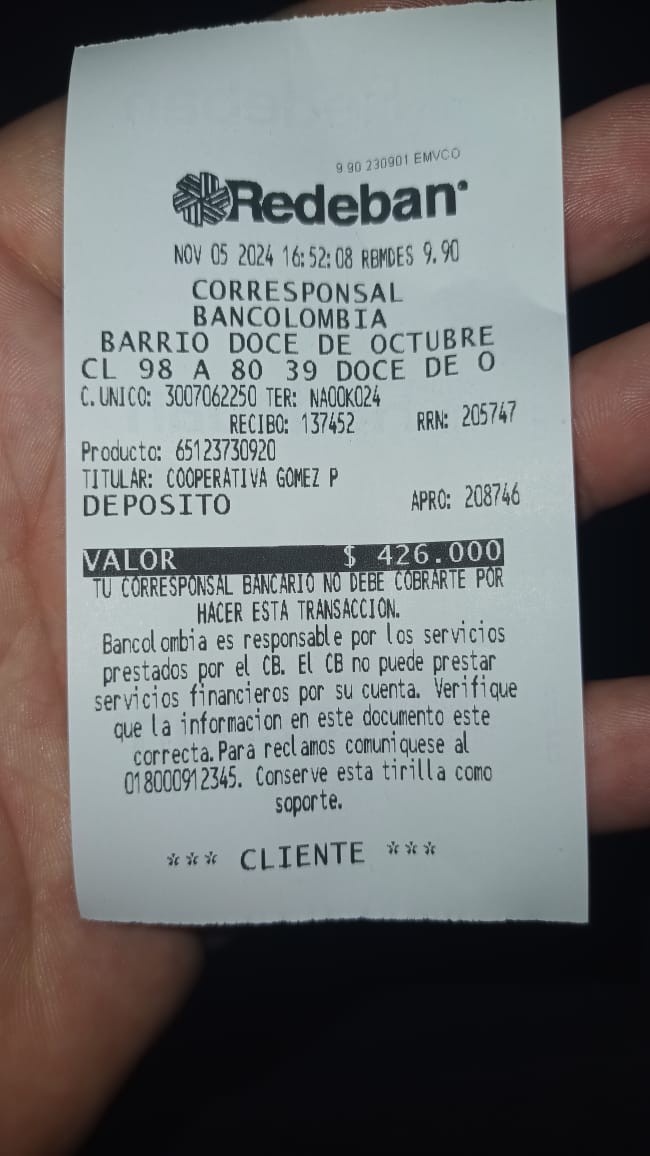 9 90 230901 EMVCO
Redeban
NOV 05 2024 16:52:08 RBMDES 9.90
CORRESPONSAL
BANCOLOMBIA
BARRIO DOCE DE OCTUBRE
CL 98 A 80 39 DOCE DE O
C.UNICO: 3007062250 TER: NAOOKO24
RECIBO: 137452 RRN: 205747
Producto: 65123730920
TITULAR: COOPERATIVA GOMEZ P
DEPOSITO APRO: 208746
VALOR $ 426.000
TU CORRESPONSAL BANCARIO NO DEBE COBRARTE POR
HACER ESTA TRANSACCION.
Bancolombia es responsable por los servicios
prestados por el CB. El CB no puede prestar
servicios financieros por su cuenta. Verifique
que la informacion en este documento este
correcta.Para reclamos comuniquese al
018000912345. Conserve esta tirilla como
soporte.
*** CLIENTE ***